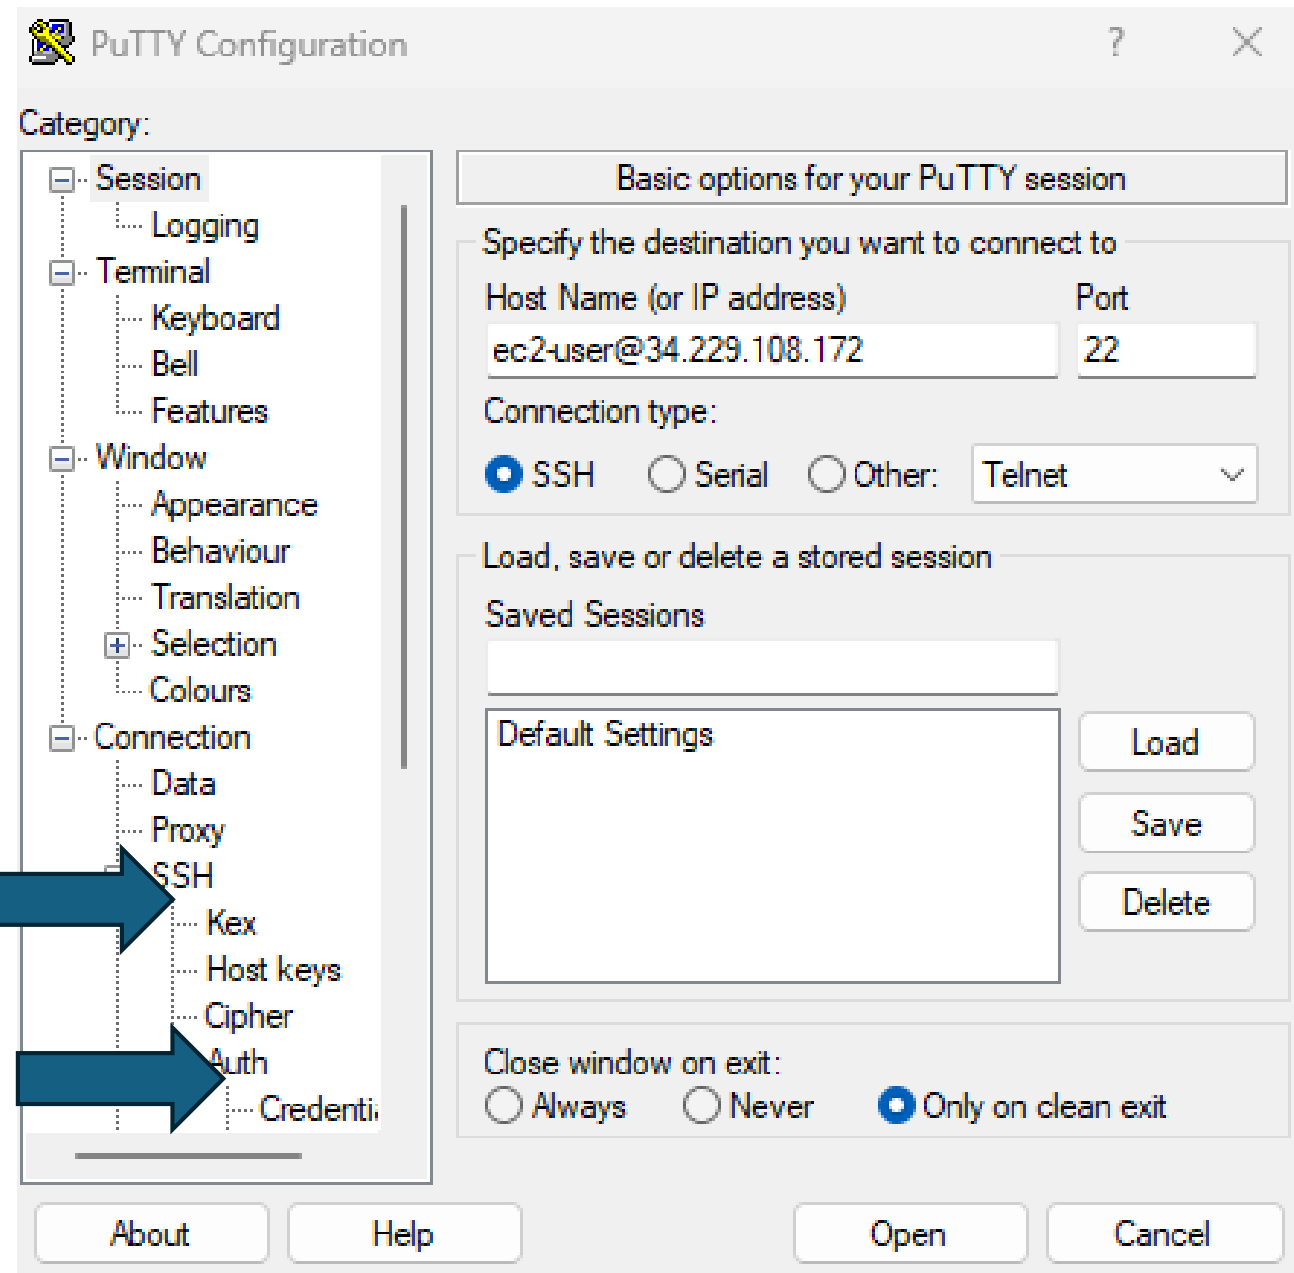 PuTTY Configuration
?
Category:
Session
Logging
Terminal
Keyboard
Bell
Features
Window
Appearance
Behaviour
Translation
Selection
Colours
Connection
Data
Proxy
SSH
Kex
Host keys
Cipher
Auth
Credenti
Basic options for your PuTTY session
Specify the destination you want to connect to
Host Name (or IP address) Port
ec2-user@34.229.108.172 22
Connection type:
SSH Serial Other: Telnet
Load, save or delete a stored session
Saved Sessions
Default Settings
Load
Save
Delete
Close window on exit:
Always Never Only on clean exit
About Help Open Cancel